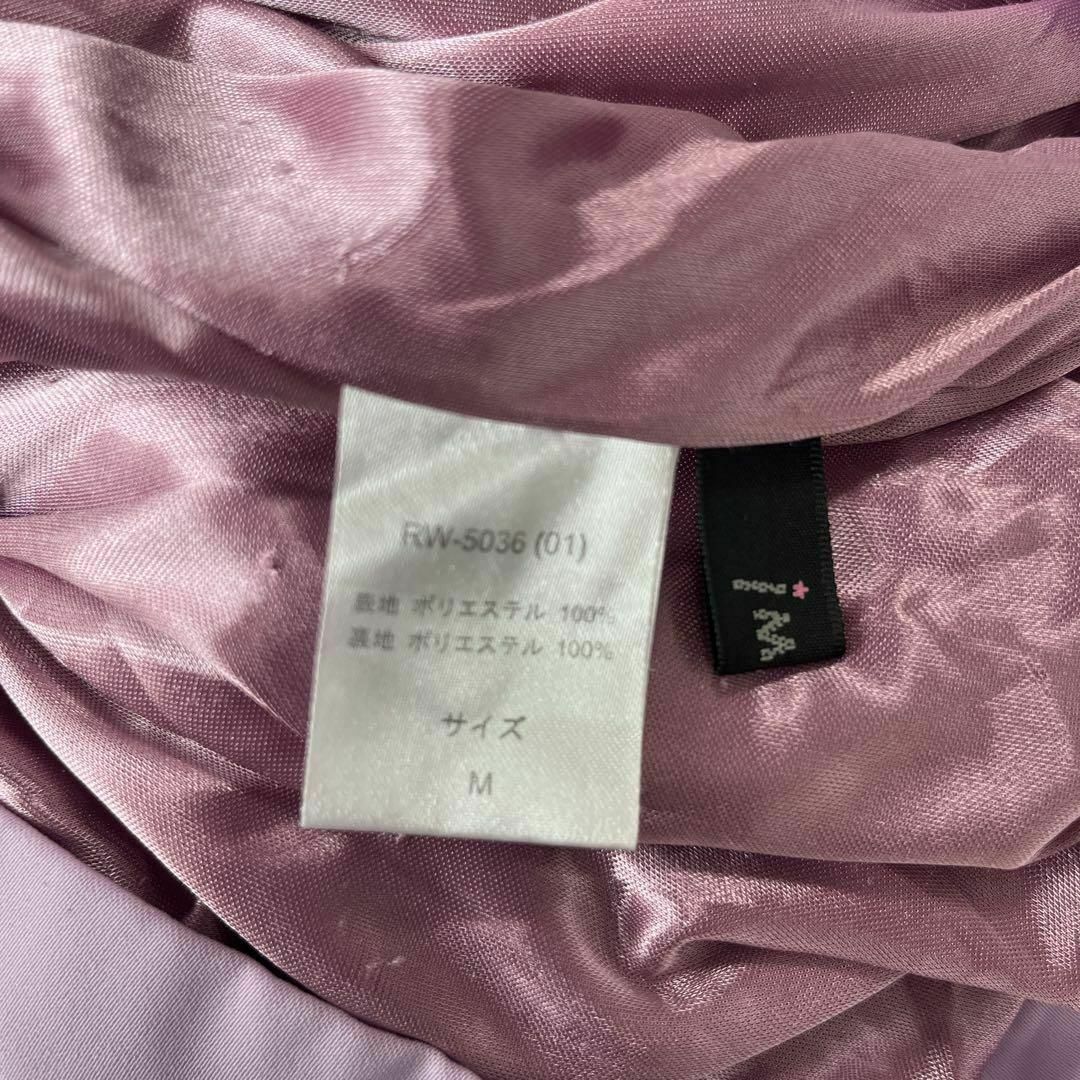 RW-5036 (01)
表地 ポリエステル 100%
裏地 ポリエステル 100%
サイズ
M